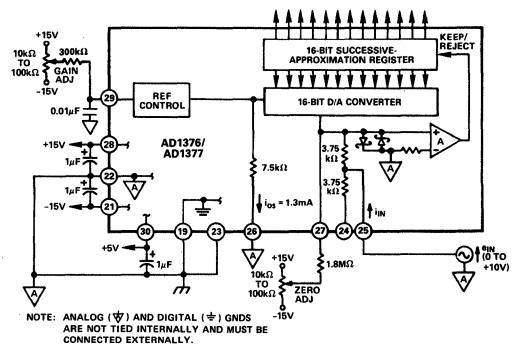 +15V
10kΩ
TO
100kΩ
300kΩ
GAIN
ADJ
-15V
0.01μF
29
REF
CONTROL
16-BIT SUCCESSIVE-
APPROXIMATION REGISTER
KEEP/
REJECT
16-BIT D/A CONVERTER
AD1376/
AD1377
+15V
28
1μF
+
22
A
1μF
+
-15V
21
7.5kΩ
3.75
kΩ
3.75
kΩ
+
-
A
A
iOS = 1.3mA
iIN
30
19
23
26
27
24
25
+5V
+
1μF
A
A
+15V
10kΩ
TO
100kΩ
1.8MΩ
ZERO
ADJ
-15V
eIN
(0 TO
+10V)
A
NOTE: ANALOG (A) AND DIGITAL ( ) GNDS
ARE NOT TIED INTERNALLY AND MUST BE
CONNECTED EXTERNALLY.